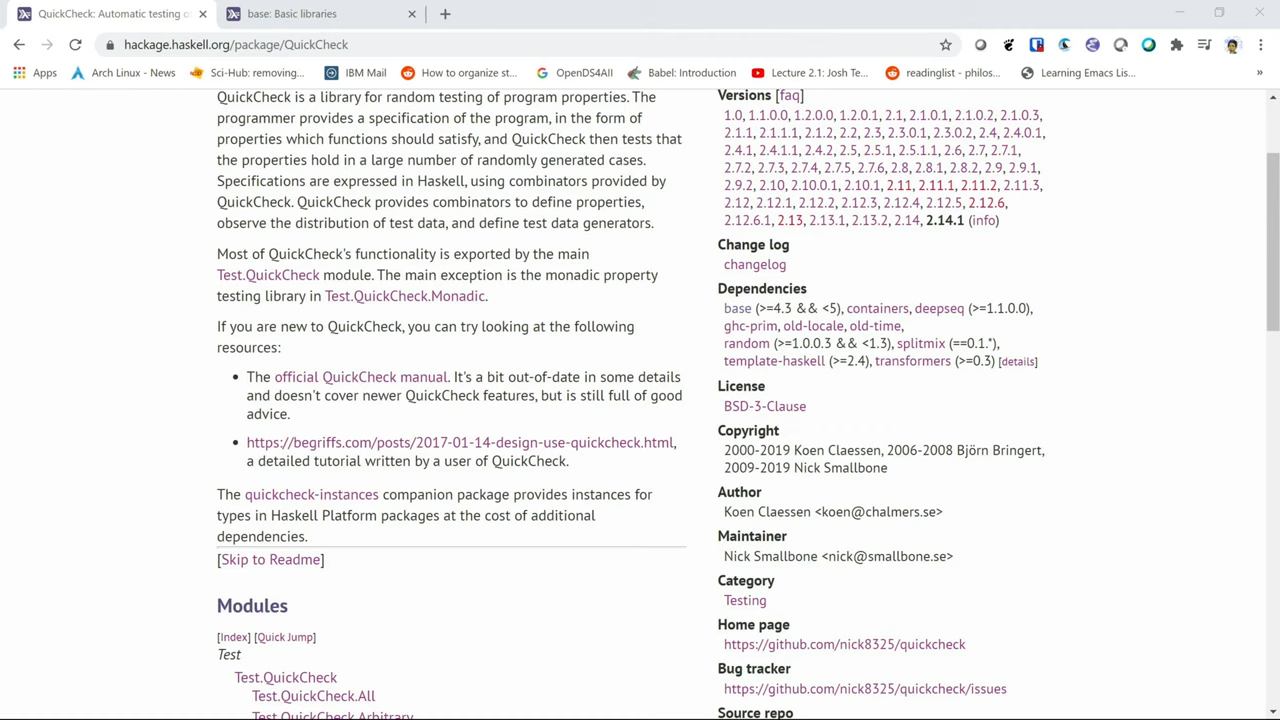 QuickCheck: Automatic testing o
base: Basic libraries
hackage.haskell.org/package/QuickCheck
Apps
Arch Linux - News
Sci-Hub: removing...
IBM Mail
How to organize st...
OpenDS4All
Babel: Introduction
Lecture 2.1: Josh Te...
readinglist - philos...
Learning Emacs Lis...
»
QuickCheck is a library for random testing of program properties. The
programmer provides a specification of the program, in the form of
properties which functions should satisfy, and QuickCheck then tests that
the properties hold in a large number of randomly generated cases.
Specifications are expressed in Haskell, using combinators provided by
QuickCheck. QuickCheck provides combinators to define properties,
observe the distribution of test data, and define test data generators.
Most of QuickCheck's functionality is exported by the main
Test.QuickCheck module. The main exception is the monadic property
testing library in Test.QuickCheck.Monadic.
If you are new to QuickCheck, you can try looking at the following
resources:
• The official QuickCheck manual. It's a bit out-of-date in some details
and doesn't cover newer QuickCheck features, but is still full of good
advice.
• https://begriffs.com/posts/2017-01-14-design-use-quickcheck.html,
a detailed tutorial written by a user of QuickCheck.
The quickcheck-instances companion package provides instances for
types in Haskell Platform packages at the cost of additional
dependencies.
[Skip to Readme]
Modules
[Index] [Quick Jump]
Test
Test.QuickCheck
Test.QuickCheck.All
Test.QuickCheck.Arbitrary
Versions [faq]
1.0, 1.1.0.0, 1.2.0.0, 1.2.0.1, 2.1, 2.1.0.1, 2.1.0.2, 2.1.0.3,
2.1.1, 2.1.1.1, 2.1.2, 2.2, 2.3, 2.3.0.1, 2.3.0.2, 2.4, 2.4.0.1,
2.4.1, 2.4.1.1, 2.4.2, 2.5, 2.5.1, 2.5.1.1, 2.6, 2.7, 2.7.1,
2.7.2, 2.7.3, 2.7.4, 2.7.5, 2.7.6, 2.8, 2.8.1, 2.8.2, 2.9, 2.9.1,
2.9.2, 2.10, 2.10.0.1, 2.10.1, 2.11, 2.11.1, 2.11.2, 2.11.3,
2.12, 2.12.1, 2.12.2, 2.12.3, 2.12.4, 2.12.5, 2.12.6,
2.12.6.1, 2.13, 2.13.1, 2.13.2, 2.14, 2.14.1 (info)
Change log
changelog
Dependencies
base (>=4.3 && <5), containers, deepseq (>=1.1.0.0),
ghc-prim, old-locale, old-time,
random (>=1.0.0.3 && <1.3), splitmix (==0.1.*),
template-haskell (>=2.4), transformers (>=0.3) [details]
License
BSD-3-Clause
Copyright
2000-2019 Koen Claessen, 2006-2008 Björn Bringert,
2009-2019 Nick Smallbone
Author
Koen Claessen <koen@chalmers.se>
Maintainer
Nick Smallbone <nick@smallbone.se>
Category
Testing
Home page
https://github.com/nick8325/quickcheck
Bug tracker
https://github.com/nick8325/quickcheck/issues
Source repo